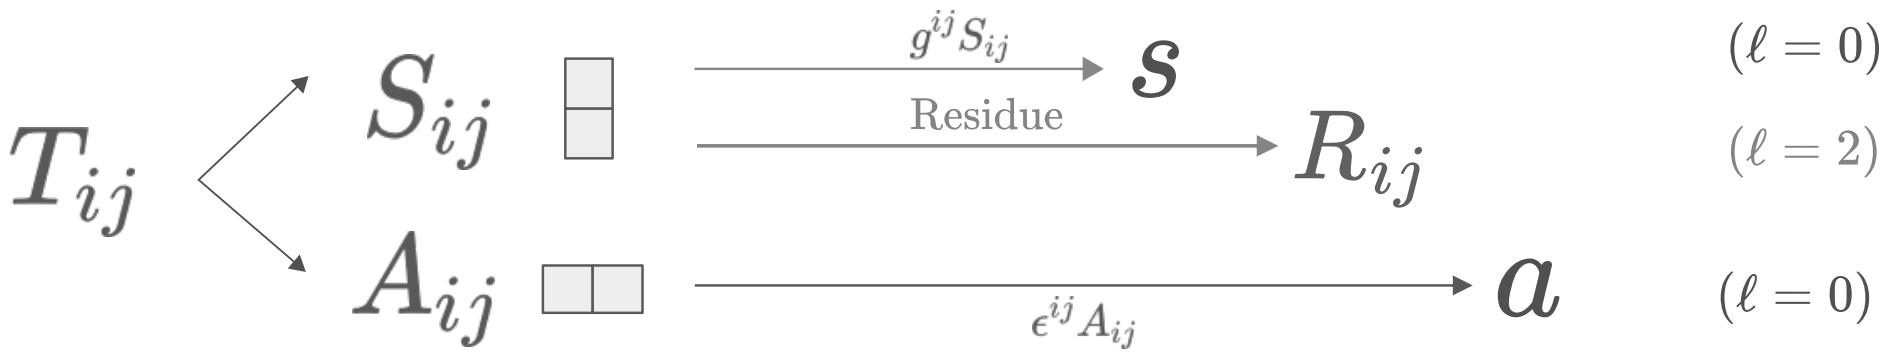 g^{ij}S_{ij}
(ℓ = 0)
S_{ij} s
Residue
T_{ij} R_{ij} (ℓ = 2)
A_{ij} a (ℓ = 0)
ϵ^{ij}A_{ij}